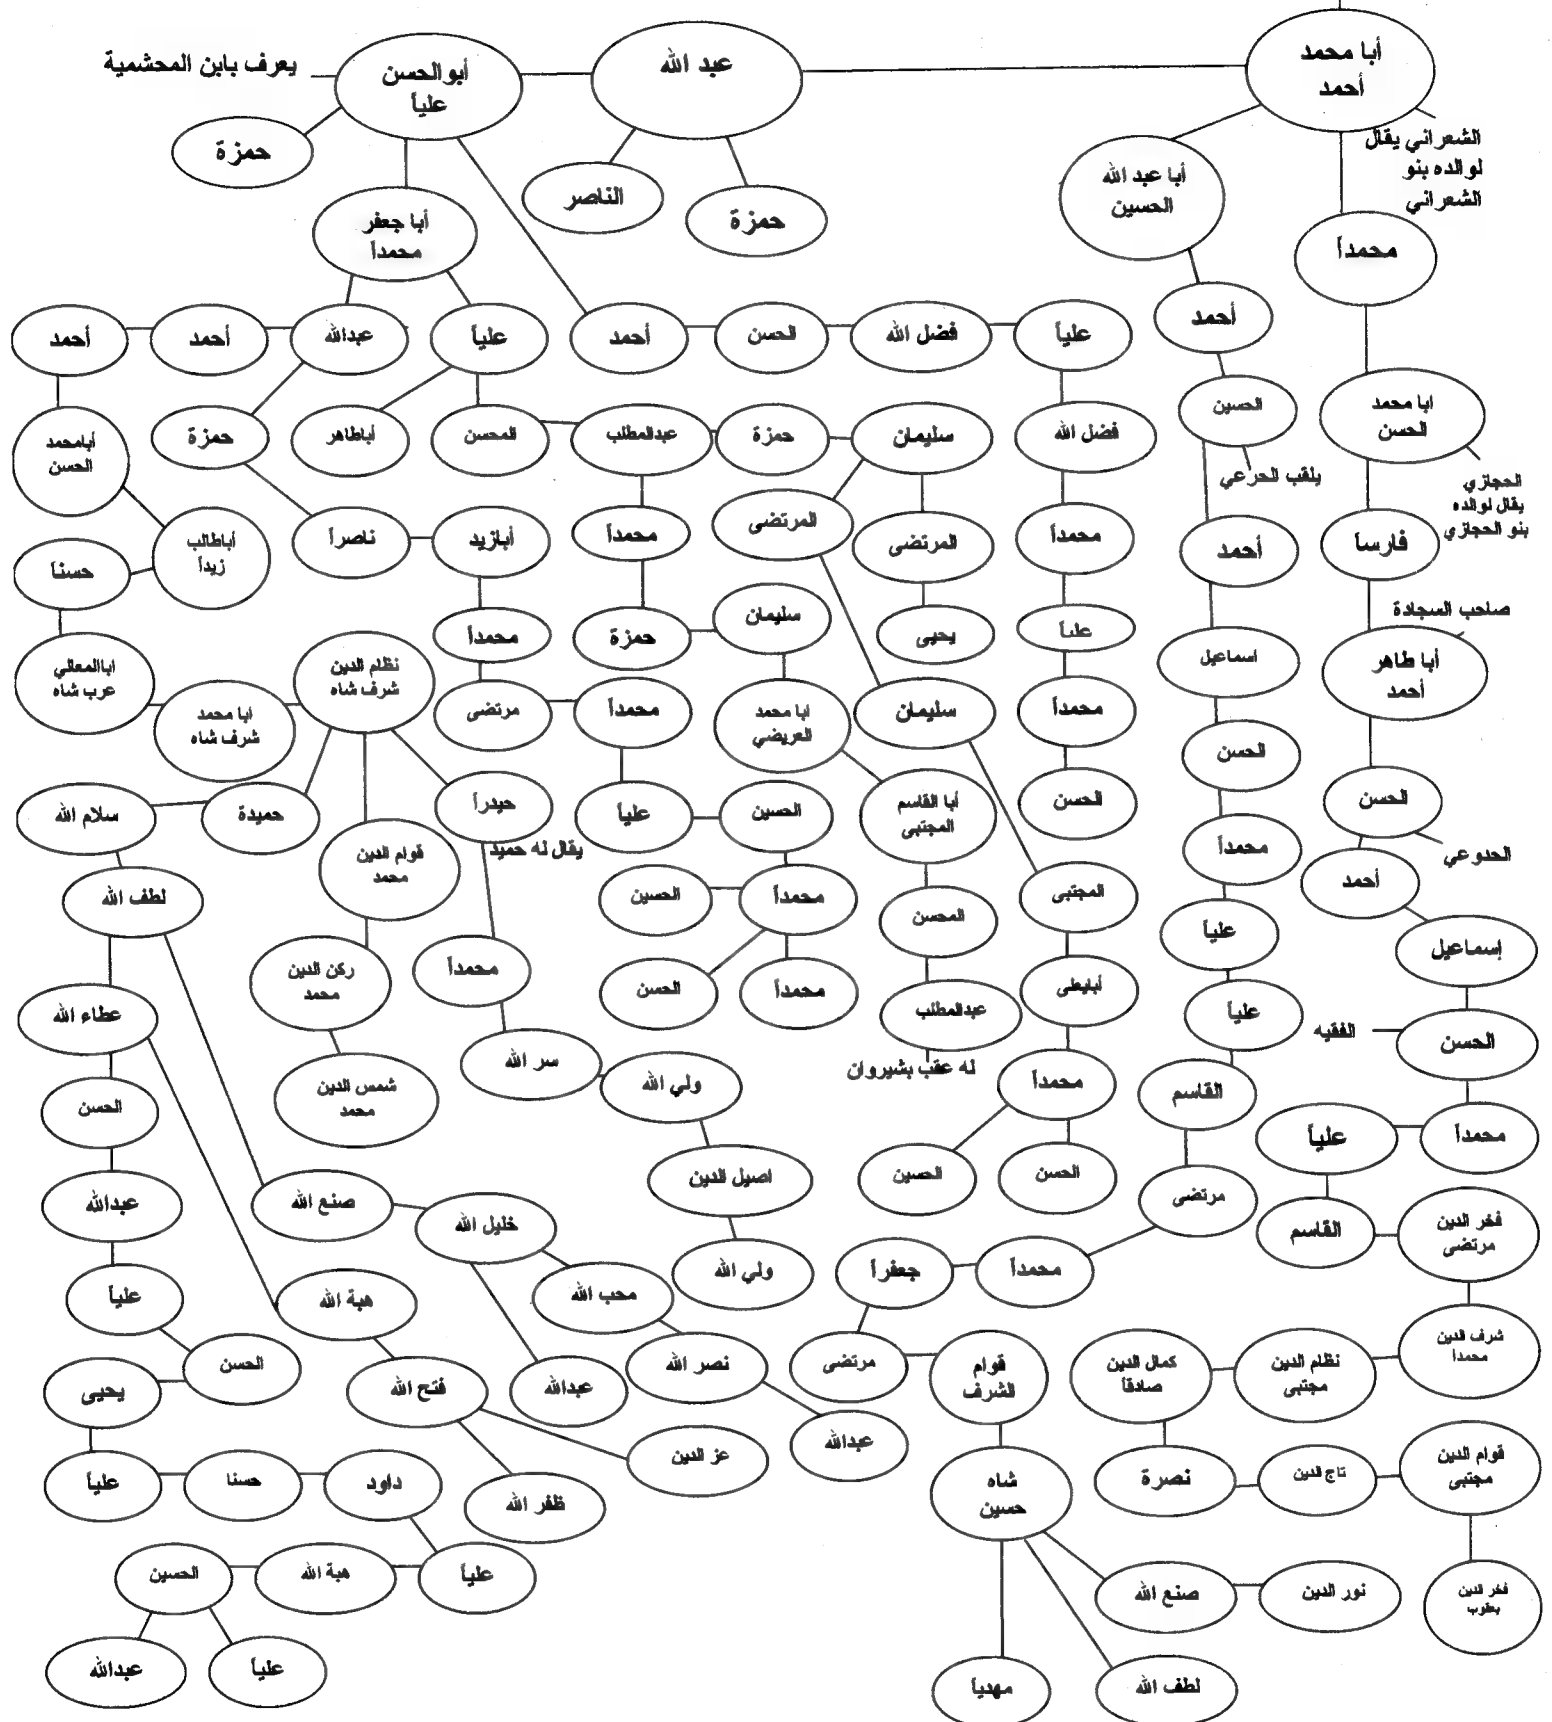 أبا محمد
أحمد
عبد الله
أبو الحسن
علياً
يعرف بابن المحشمية
حمزة
الشعراني يقال
لوالده بنو
الشعراني
أبا عبد الله
الحسين
الناصر
حمزة
أبا جعفر
محمداً
محمداً
أحمد
علياً
فضل الله
الحسن
أحمد
علياً
عبدالله
أحمد
أحمد
ابا محمد
الحسن
الحسين
فضل الله
سليمان
حمزة
عبدالمطلب
المحسن
أباطاهر
حمزة
أبامحمد
الحسن
يلقب الحرعي
الحجازي
يقال لوالده
بنو الحجازي
فارسا
أحمد
محمداً
المرتضى
المرتضى
محمداً
أبازيد
ناصراً
أباطالب
زيداً
حسنا
صاحب السجادة
أبا طاهر
أحمد
اسماعيل
علياً
يحيى
سليمان
حمزة
محمداً
نظام الدين
شرف شاه
اباالمعالي
عرب شاه
الحسن
محمداً
سليمان
ابا محمد
العريضي
محمداً
مرتضى
ابا محمد
شرف شاه
الحسن
الحدوعي
محمداً
الحسن
أبا القاسم
المجتبى
الحسين
علياً
حيدراً
يقال له حميد
حميدة
سلام الله
قوام الدين
محمد
أحمد
المجتبى
المحسن
محمداً
الحسين
لطف الله
إسماعيل
علياً
أبايعلى
عبدالمطلب
محمداً
الحسن
محمداً
ركن الدين
محمد
عطاء الله
الحسن
الفقيه
علياً
له عقب بشيروان
سر الله
ولي الله
شمس الدين
محمد
الحسن
محمداً
القاسم
محمداً
علياً
الحسين
الحسن
مرتضى
اصيل الدين
صنع الله
عبدالله
فخر الدين
مرتضى
القاسم
خليل الله
محمداً
جعفراً
ولي الله
محب الله
هبة الله
علياً
شرف الدين
محمدا
نظام الدين
مجتبى
كمال الدين
صادقاً
قوام
الشرف
مرتضى
نصر الله
عبدالله
فتح الله
الحسن
يحيى
عبدالله
عز الدين
قوام الدين
مجتبى
تاج الدين
نصرة
شاه
حسين
ظفر الله
داود
حسنا
علياً
فخر الدين
يعقوب
نور الدين
صنع الله
علياً
هبة الله
الحسين
لطف الله
مهدياً
علياً
عبدالله